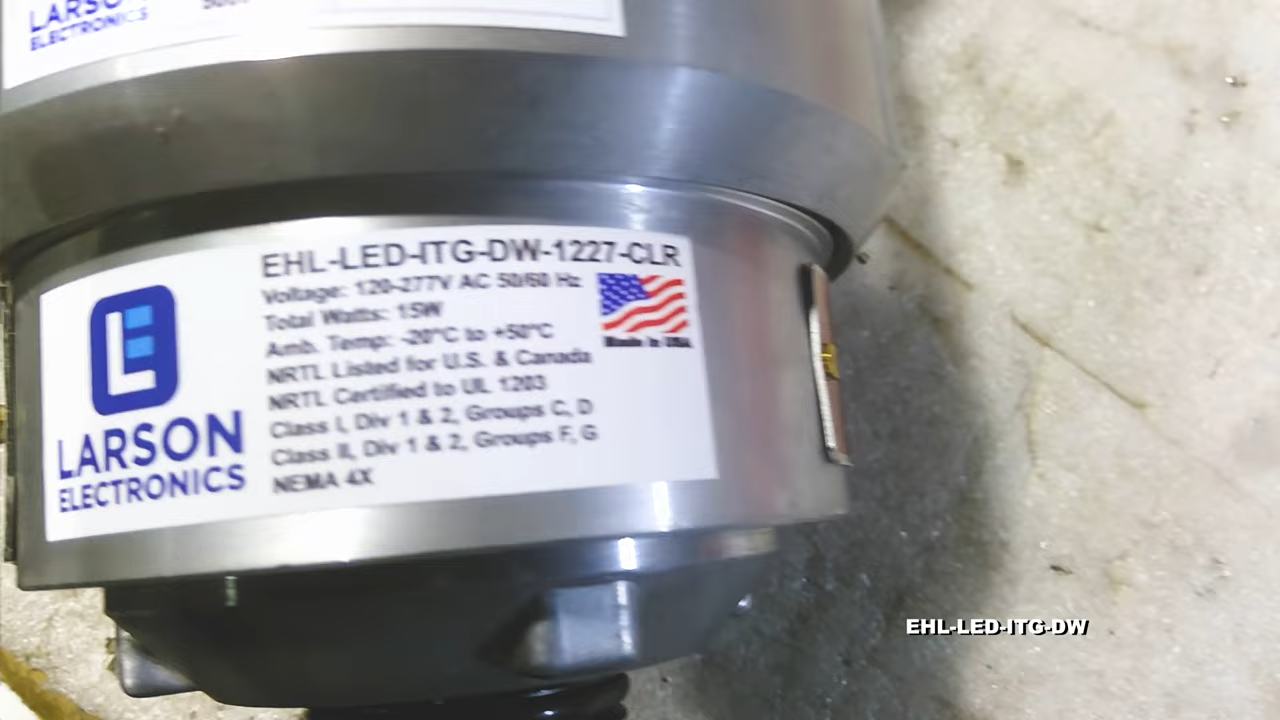 LARSON
ELECTRONICS
EHL-LED-ITG-DW-1227-CLR
Voltage: 120-277V AC 50/60 Hz
Total Watts: 15W
Amb. Temp: -20°C to +50°C
NRTL Listed for U.S. & Canada
NRTL Certified to UL 1203
Class I, Div 1 & 2, Groups C, D
Class II, Div 1 & 2, Groups F, G
NEMA 4X
Made in USA
LARSON
ELECTRONICS
EHL-LED-ITG-DW